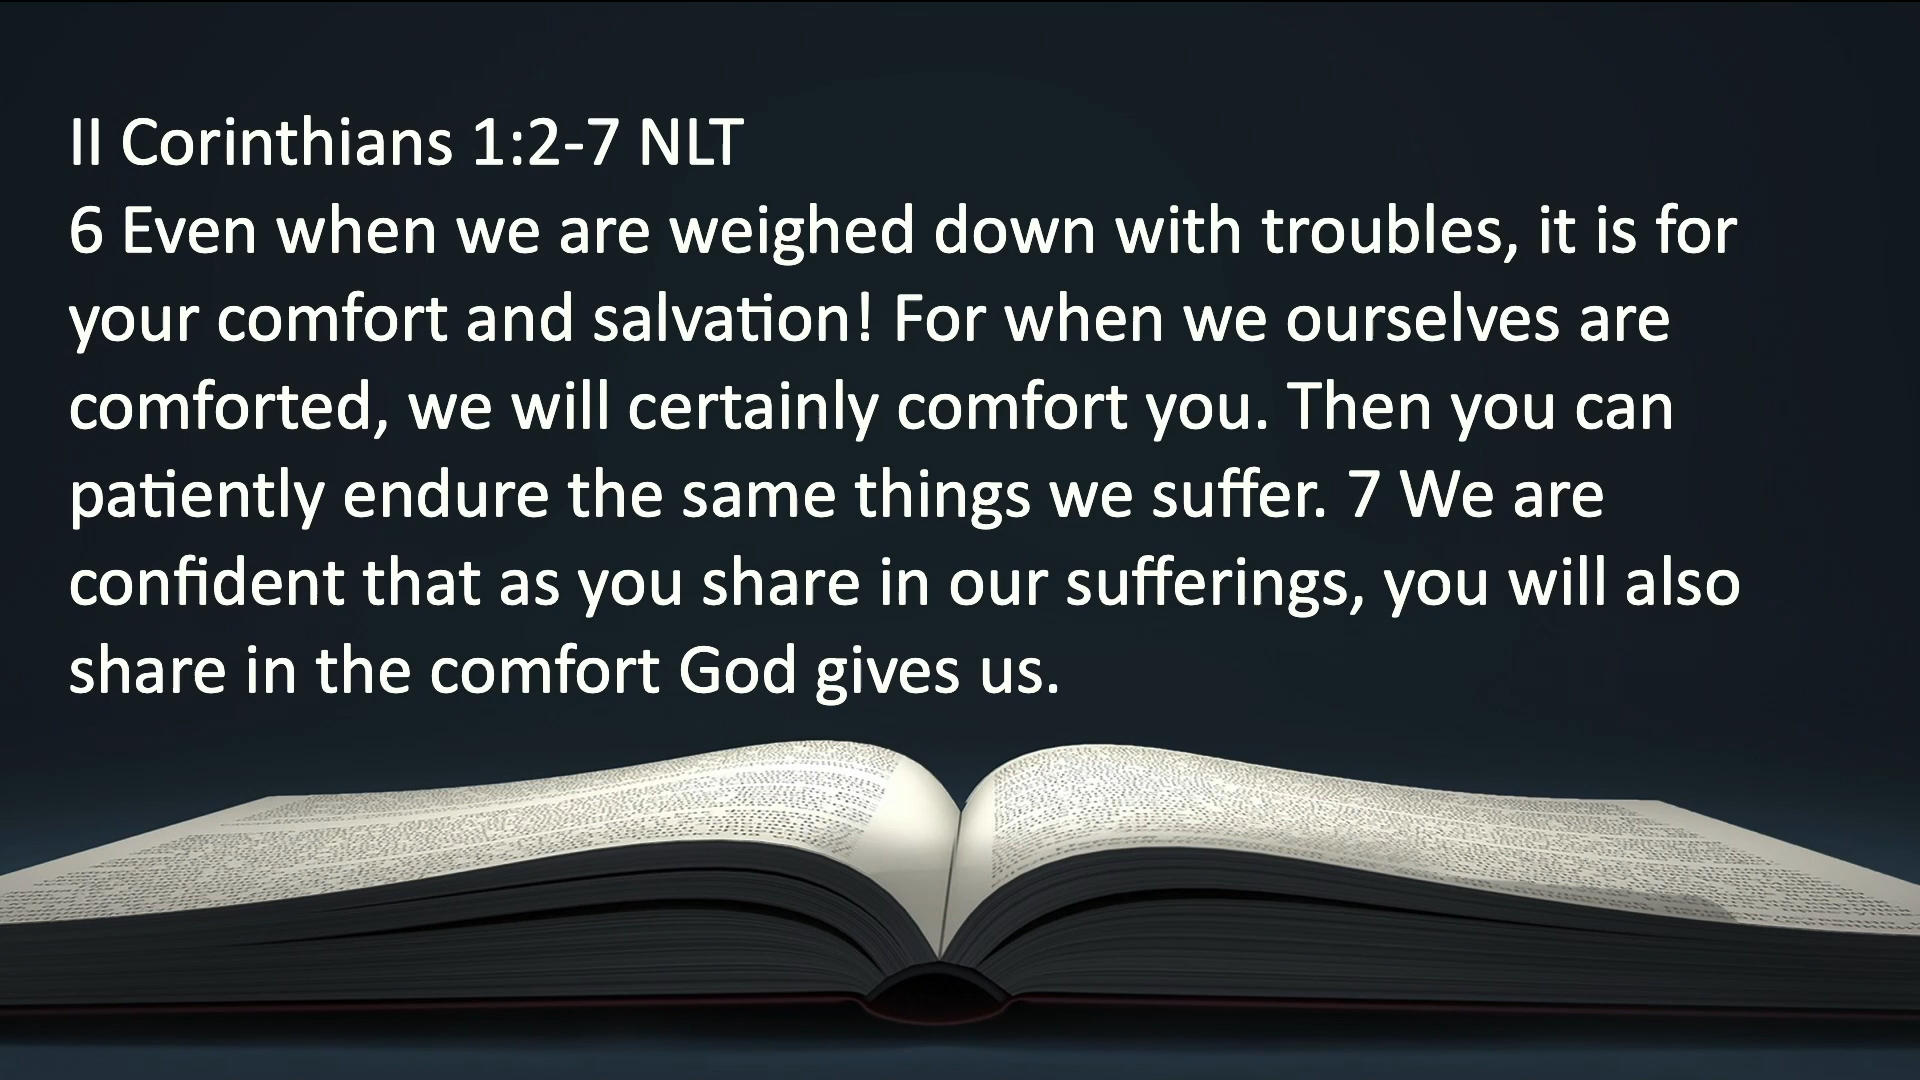 II Corinthians 1:2-7 NLT
6 Even when we are weighed down with troubles, it is for
your comfort and salvation! For when we ourselves are
comforted, we will certainly comfort you. Then you can
patiently endure the same things we suffer. 7 We are
confident that as you share in our sufferings, you will also
share in the comfort God gives us.